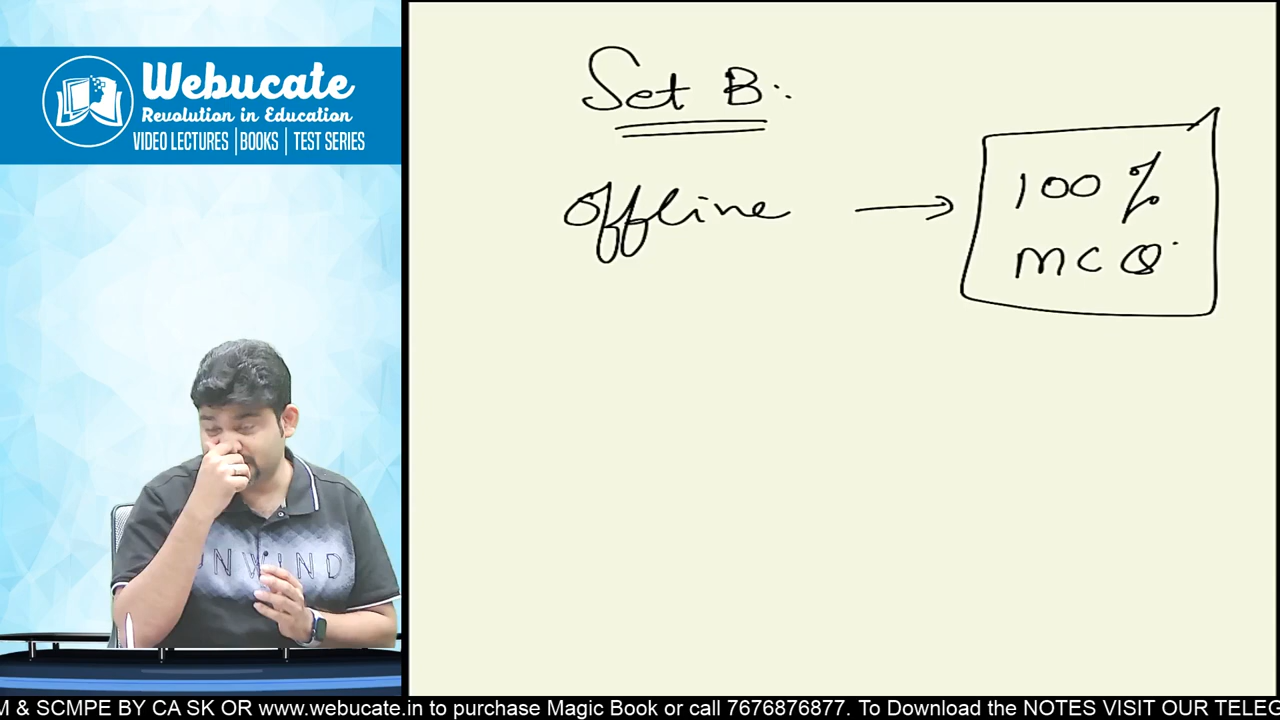 Webucate
Revolution in Education
VIDEO LECTURES | BOOKS | TEST SERIES
Set B:
Offline → 100 %
MCQ
UNWIND
M & SCMPE BY CA SK OR www.webucate.in to purchase Magic Book or call 7676876877. To Download the NOTES VISIT OUR TELEG